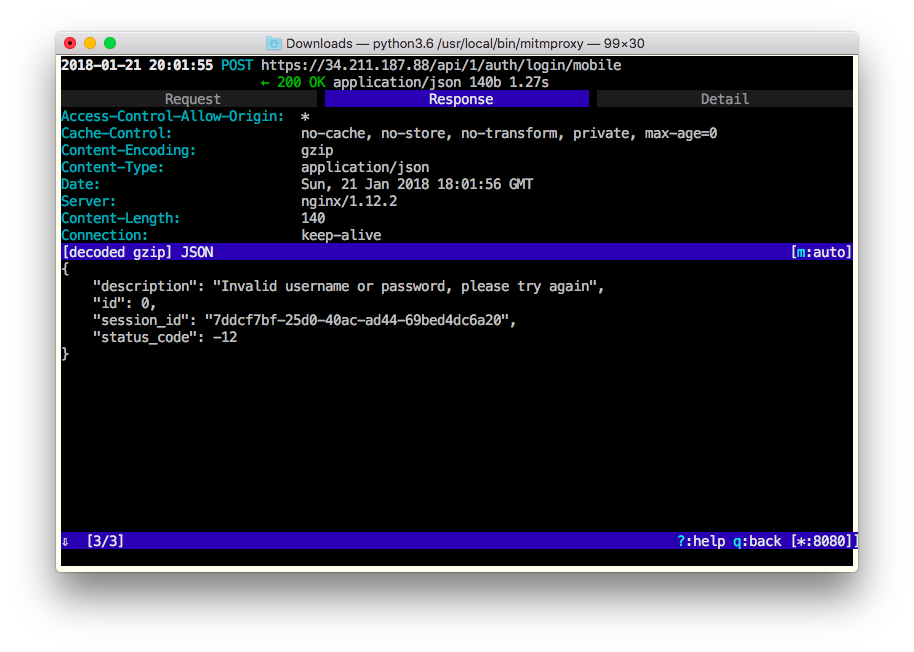 Downloads — python3.6 /usr/local/bin/mitmproxy — 99×30
2018-01-21 20:01:55 POST https://34.211.187.88/api/1/auth/login/mobile
← 200 OK application/json 140b 1.27s
Request Response Detail
Access-Control-Allow-Origin: *
Cache-Control: no-cache, no-store, no-transform, private, max-age=0
Content-Encoding: gzip
Content-Type: application/json
Date: Sun, 21 Jan 2018 18:01:56 GMT
Server: nginx/1.12.2
Content-Length: 140
Connection: keep-alive
[decoded gzip] JSON [m:auto]
{
    "description": "Invalid username or password, please try again",
    "id": 0,
    "session_id": "7ddcf7bf-25d0-40ac-ad44-69bed4dc6a20",
    "status_code": -12
}
⇩ [3/3] ?:help q:back [*:8080]]